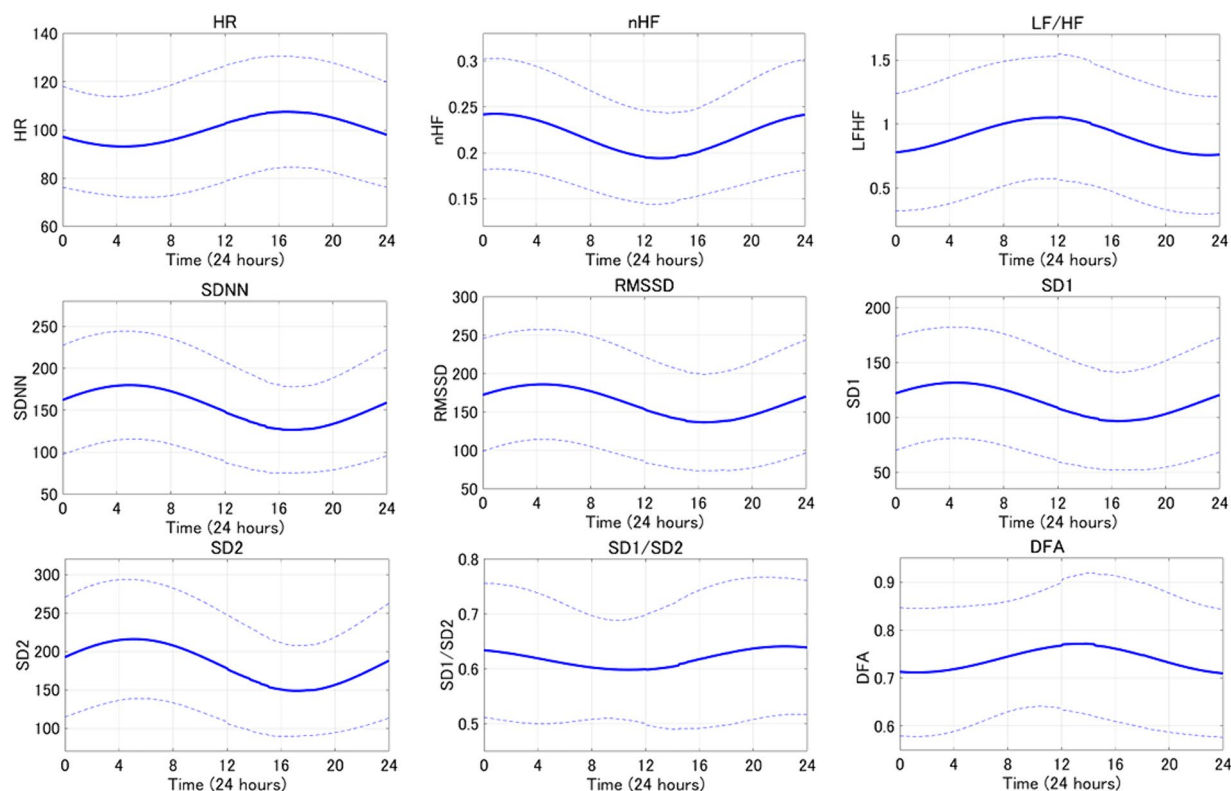 HR
nHF
LF/HF
140
120
100
80
60
HR
0 4 8 12 16 20 24
Time (24 hours)
0.3
0.25
0.2
0.15
nHF
0 4 8 12 16 20 24
Time (24 hours)
1.5
1
0.5
LFHF
0 4 8 12 16 20 24
Time (24 hours)
SDNN
RMSSD
SD1
250
200
150
100
50
SDNN
0 4 8 12 16 20 24
Time (24 hours)
300
250
200
150
100
50
RMSSD
0 4 8 12 16 20 24
Time (24 hours)
200
150
100
50
SD1
0 4 8 12 16 20 24
Time (24 hours)
SD2
SD1/SD2
DFA
300
250
200
150
100
SD2
0 4 8 12 16 20 24
Time (24 hours)
0.8
0.7
0.6
0.5
SD1/SD2
0 4 8 12 16 20 24
Time (24 hours)
0.9
0.8
0.7
0.6
DFA
0 4 8 12 16 20 24
Time (24 hours)